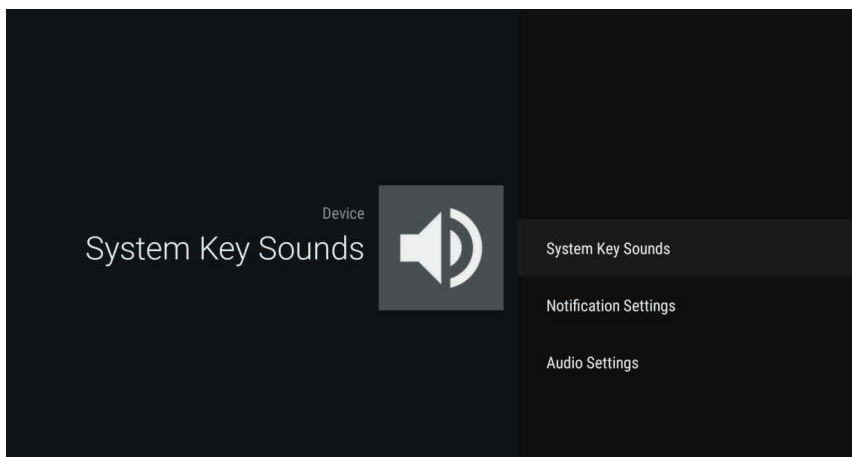 Device
System Key Sounds
System Key Sounds
Notification Settings
Audio Settings